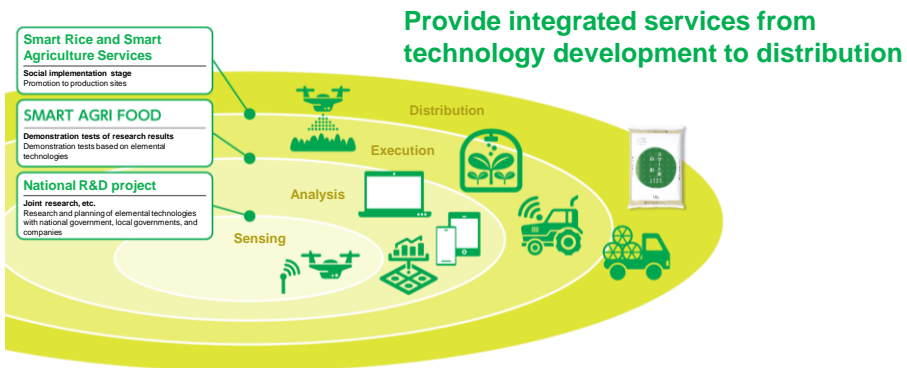 Provide integrated services from
technology development to distribution
Smart Rice and Smart
Agriculture Services
Social implementation stage
Promotion to production sites
SMART AGRI FOOD
Demonstration tests of research results
Demonstration tests based on elemental
technologies
National R&D project
Joint research, etc.
Research and planning of elemental technologies
with national government, local governments, and
companies
Distribution
Execution
Analysis
Sensing